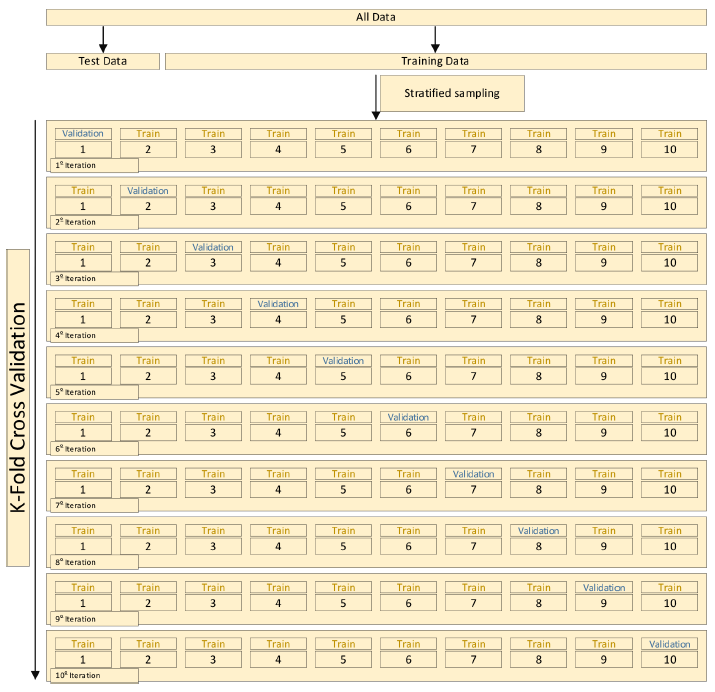 All Data
Test Data Training Data
Stratified sampling
K-Fold Cross Validation
Validation Train Train Train Train Train Train Train Train Train
1 2 3 4 5 6 7 8 9 10
1º Iteration
Train Validation Train Train Train Train Train Train Train Train
1 2 3 4 5 6 7 8 9 10
2º Iteration
Train Train Validation Train Train Train Train Train Train Train
1 2 3 4 5 6 7 8 9 10
3º Iteration
Train Train Train Validation Train Train Train Train Train Train
1 2 3 4 5 6 7 8 9 10
4º Iteration
Train Train Train Train Validation Train Train Train Train Train
1 2 3 4 5 6 7 8 9 10
5º Iteration
Train Train Train Train Train Validation Train Train Train Train
1 2 3 4 5 6 7 8 9 10
6º Iteration
Train Train Train Train Train Train Validation Train Train Train
1 2 3 4 5 6 7 8 9 10
7º Iteration
Train Train Train Train Train Train Train Validation Train Train
1 2 3 4 5 6 7 8 9 10
8º Iteration
Train Train Train Train Train Train Train Train Validation Train
1 2 3 4 5 6 7 8 9 10
9º Iteration
Train Train Train Train Train Train Train Train Train Validation
1 2 3 4 5 6 7 8 9 10
10º Iteration